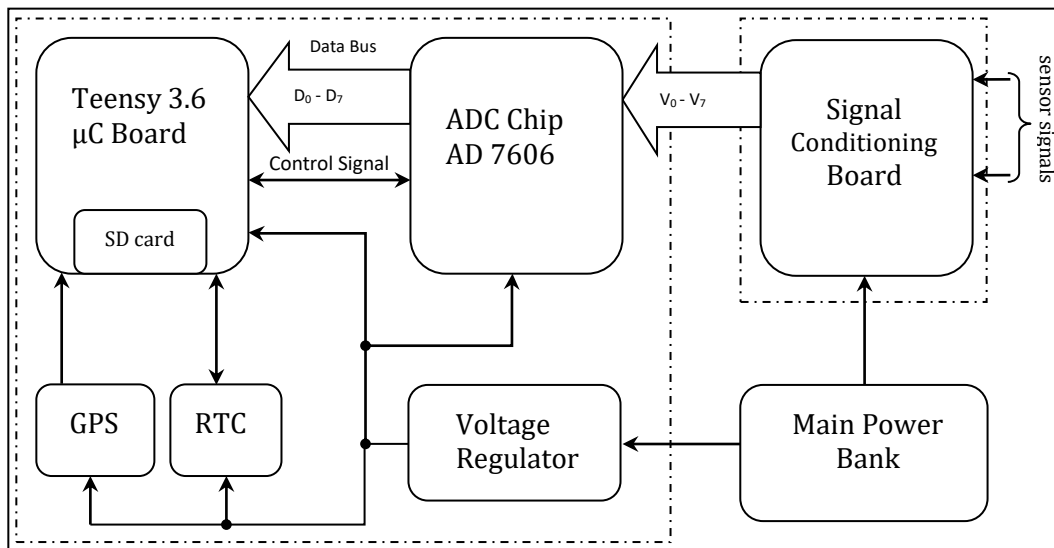 Teensy 3.6
µC Board
SD card
Data Bus
D₀ - D₇
Control Signal
ADC Chip
AD 7606
V₀ - V₇
Signal
Conditioning
Board
sensor signals
GPS
RTC
Voltage
Regulator
Main Power
Bank